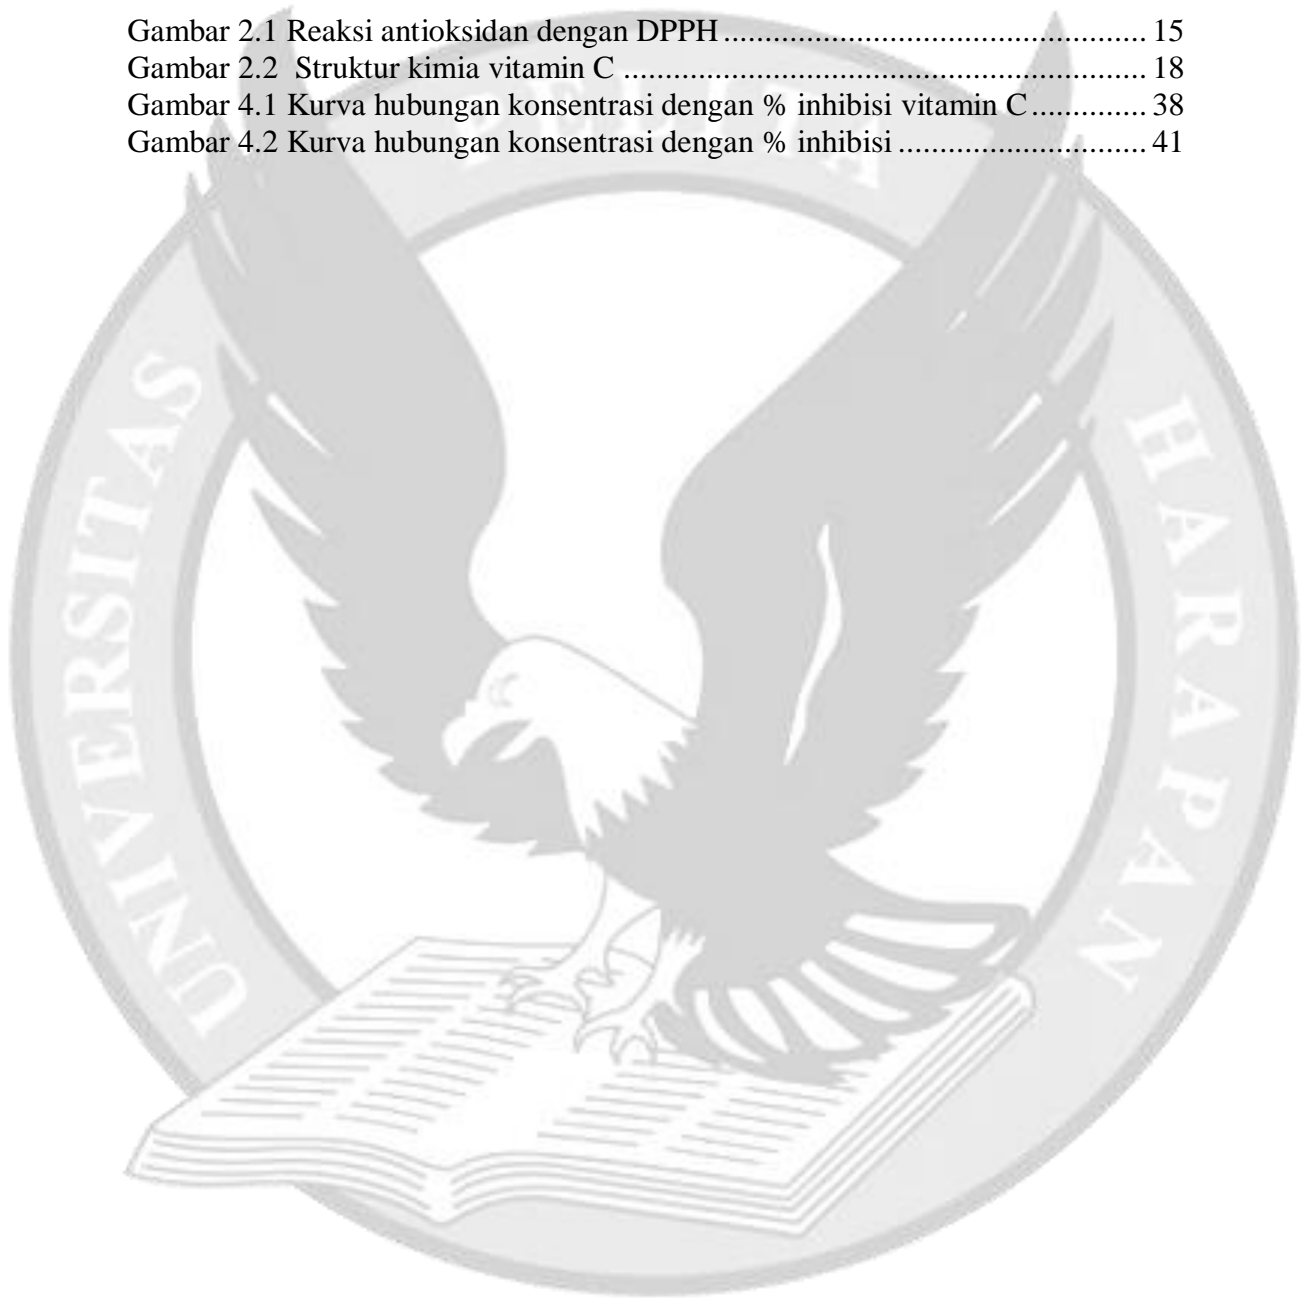 Gambar 2.1 Reaksi antioksidan dengan DPPH .................................................... 15
Gambar 2.2  Struktur kimia vitamin C ................................................................ 18
Gambar 4.1 Kurva hubungan konsentrasi dengan % inhibisi vitamin C .............. 38
Gambar 4.2 Kurva hubungan konsentrasi dengan % inhibisi .............................. 41
UNIVERSITAS
PELITA
HARAPAN